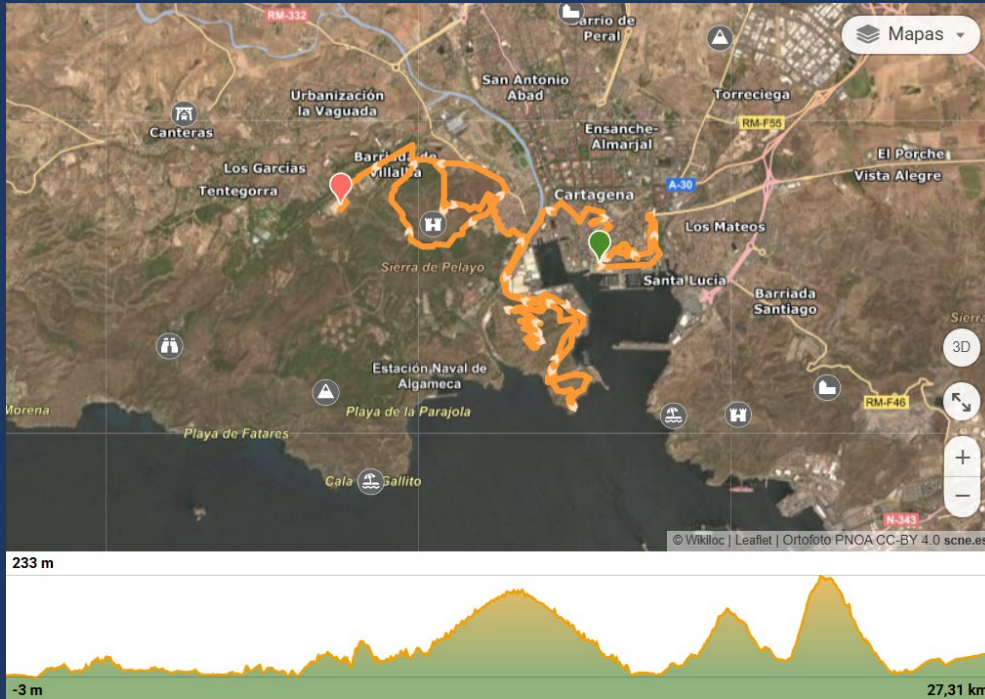 RM-332
Barrio de
Peral
Mapas
San Antonio
Abad
Urbanización
la Vaguada
Torreciega
RM-F55
Canteras
Ensanche-
Almarjal
Los Garcías
Barriada de
Villalba
El Porche
Vista Alegre
Tentegorra
Cartagena
A-30
Los Mateos
Sierra de Pelayo
Santa Lucía
Barriada
Santiago
Sierra
3D
Estación Naval de
Algameca
Morena
Playa de la Parajola
RM-F46
Playa de Fatares
Cala Gallito
N-343
© Wikiloc | Leaflet | Ortofoto PNOA CC-BY 4.0 scne.es
233 m
-3 m
27,31 km